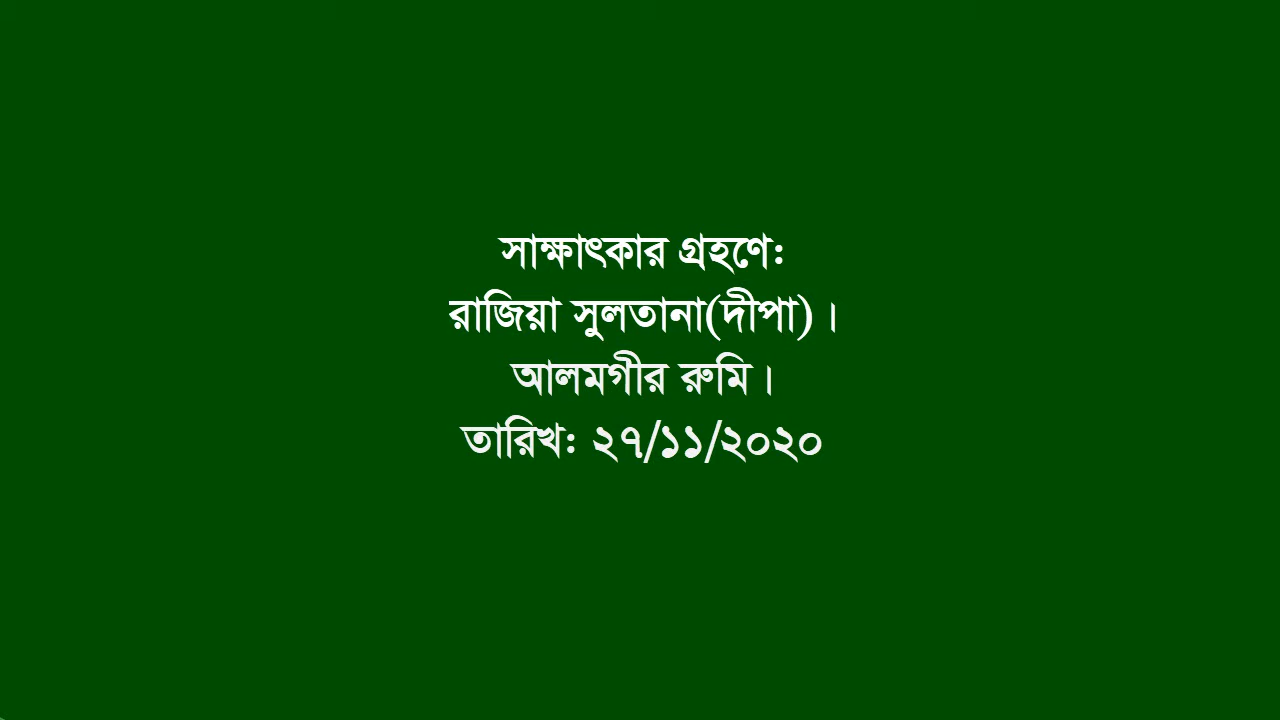 সাক্ষাৎকার গ্রহণে:
রাজিয়া সুলতানা(দীপা)।
আলমগীর রুমি।
তারিখ: ২৭/১১/২০২০